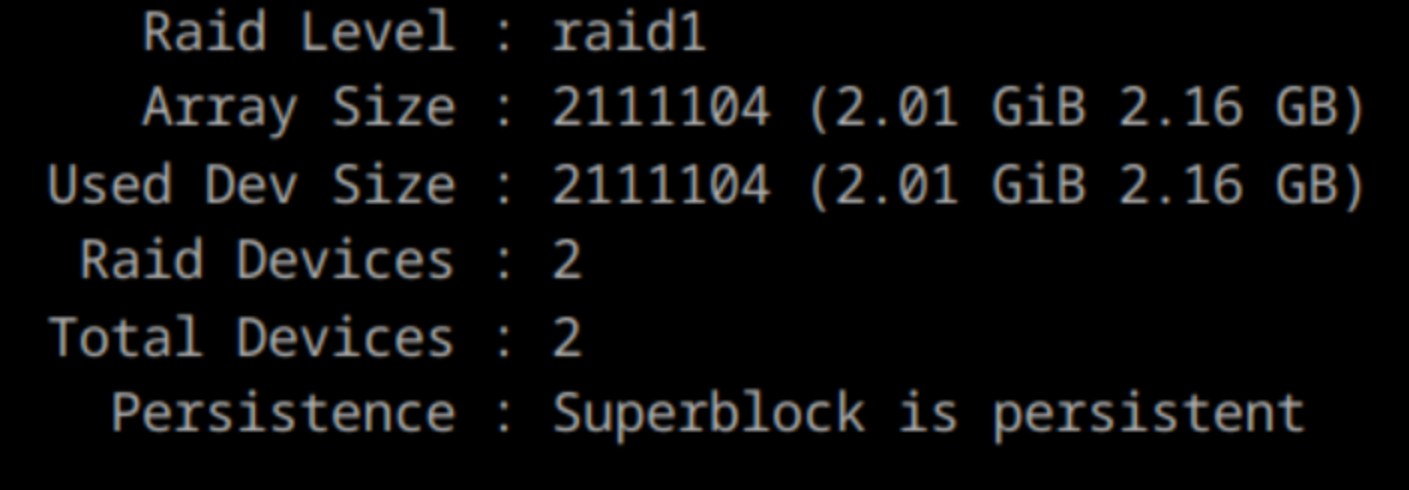 Raid Level : raid1
Array Size : 2111104 (2.01 GiB 2.16 GB)
Used Dev Size : 2111104 (2.01 GiB 2.16 GB)
Raid Devices : 2
Total Devices : 2
Persistence : Superblock is persistent